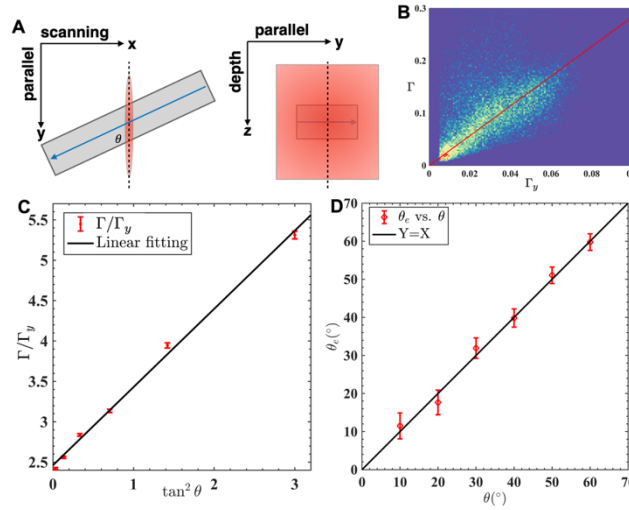 A
scanning
x
parallel
y
θ
parallel
y
depth
z
B
Γ
0.3
0.2
0.1
0
0
0.02
0.04
0.06
0.08
Γy
C
Γ/Γy
Linear fitting
Γ/Γy
5.5
5
4.5
4
3.5
3
2.5
0
1
2
3
tan² θ
D
θe vs. θ
Y=X
θe(°)
70
60
50
40
30
20
10
0
0
10
20
30
40
50
60
70
θ(°)